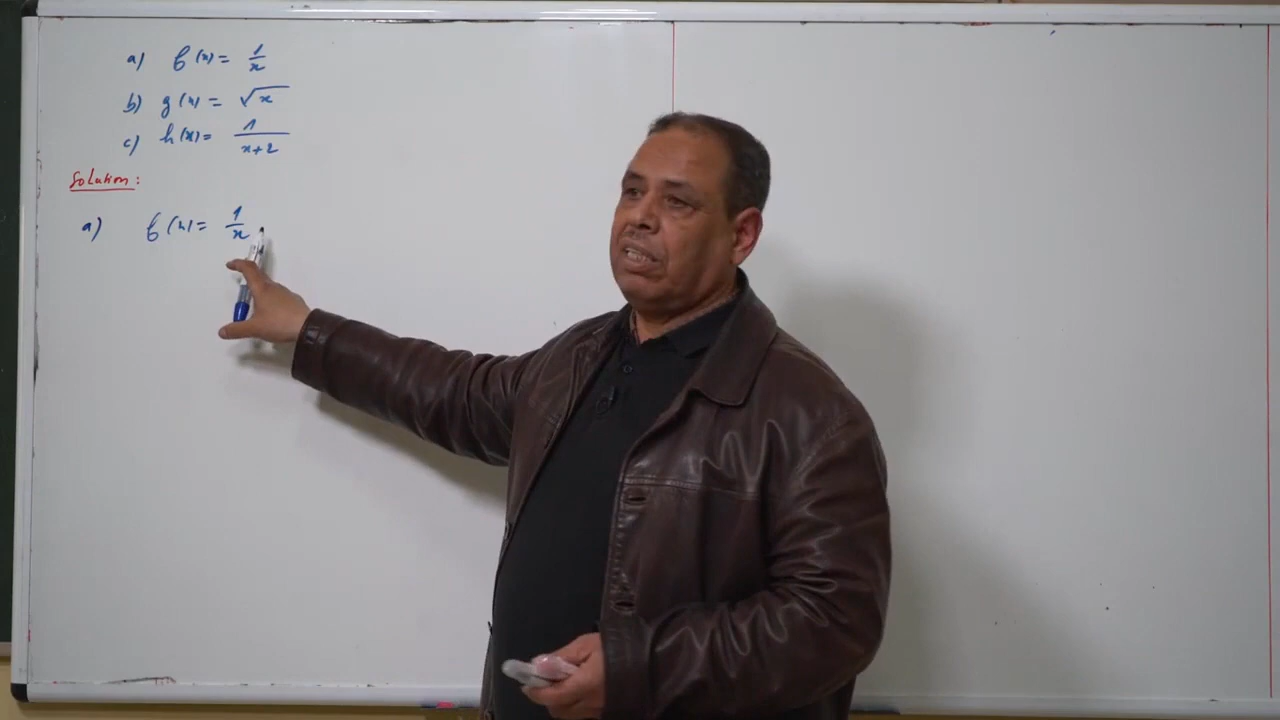 a) f(x) = 1/x
b) g(x) = √x
c) h(x) = 1/(x+2)
Solution:
a) f(x) = 1/x